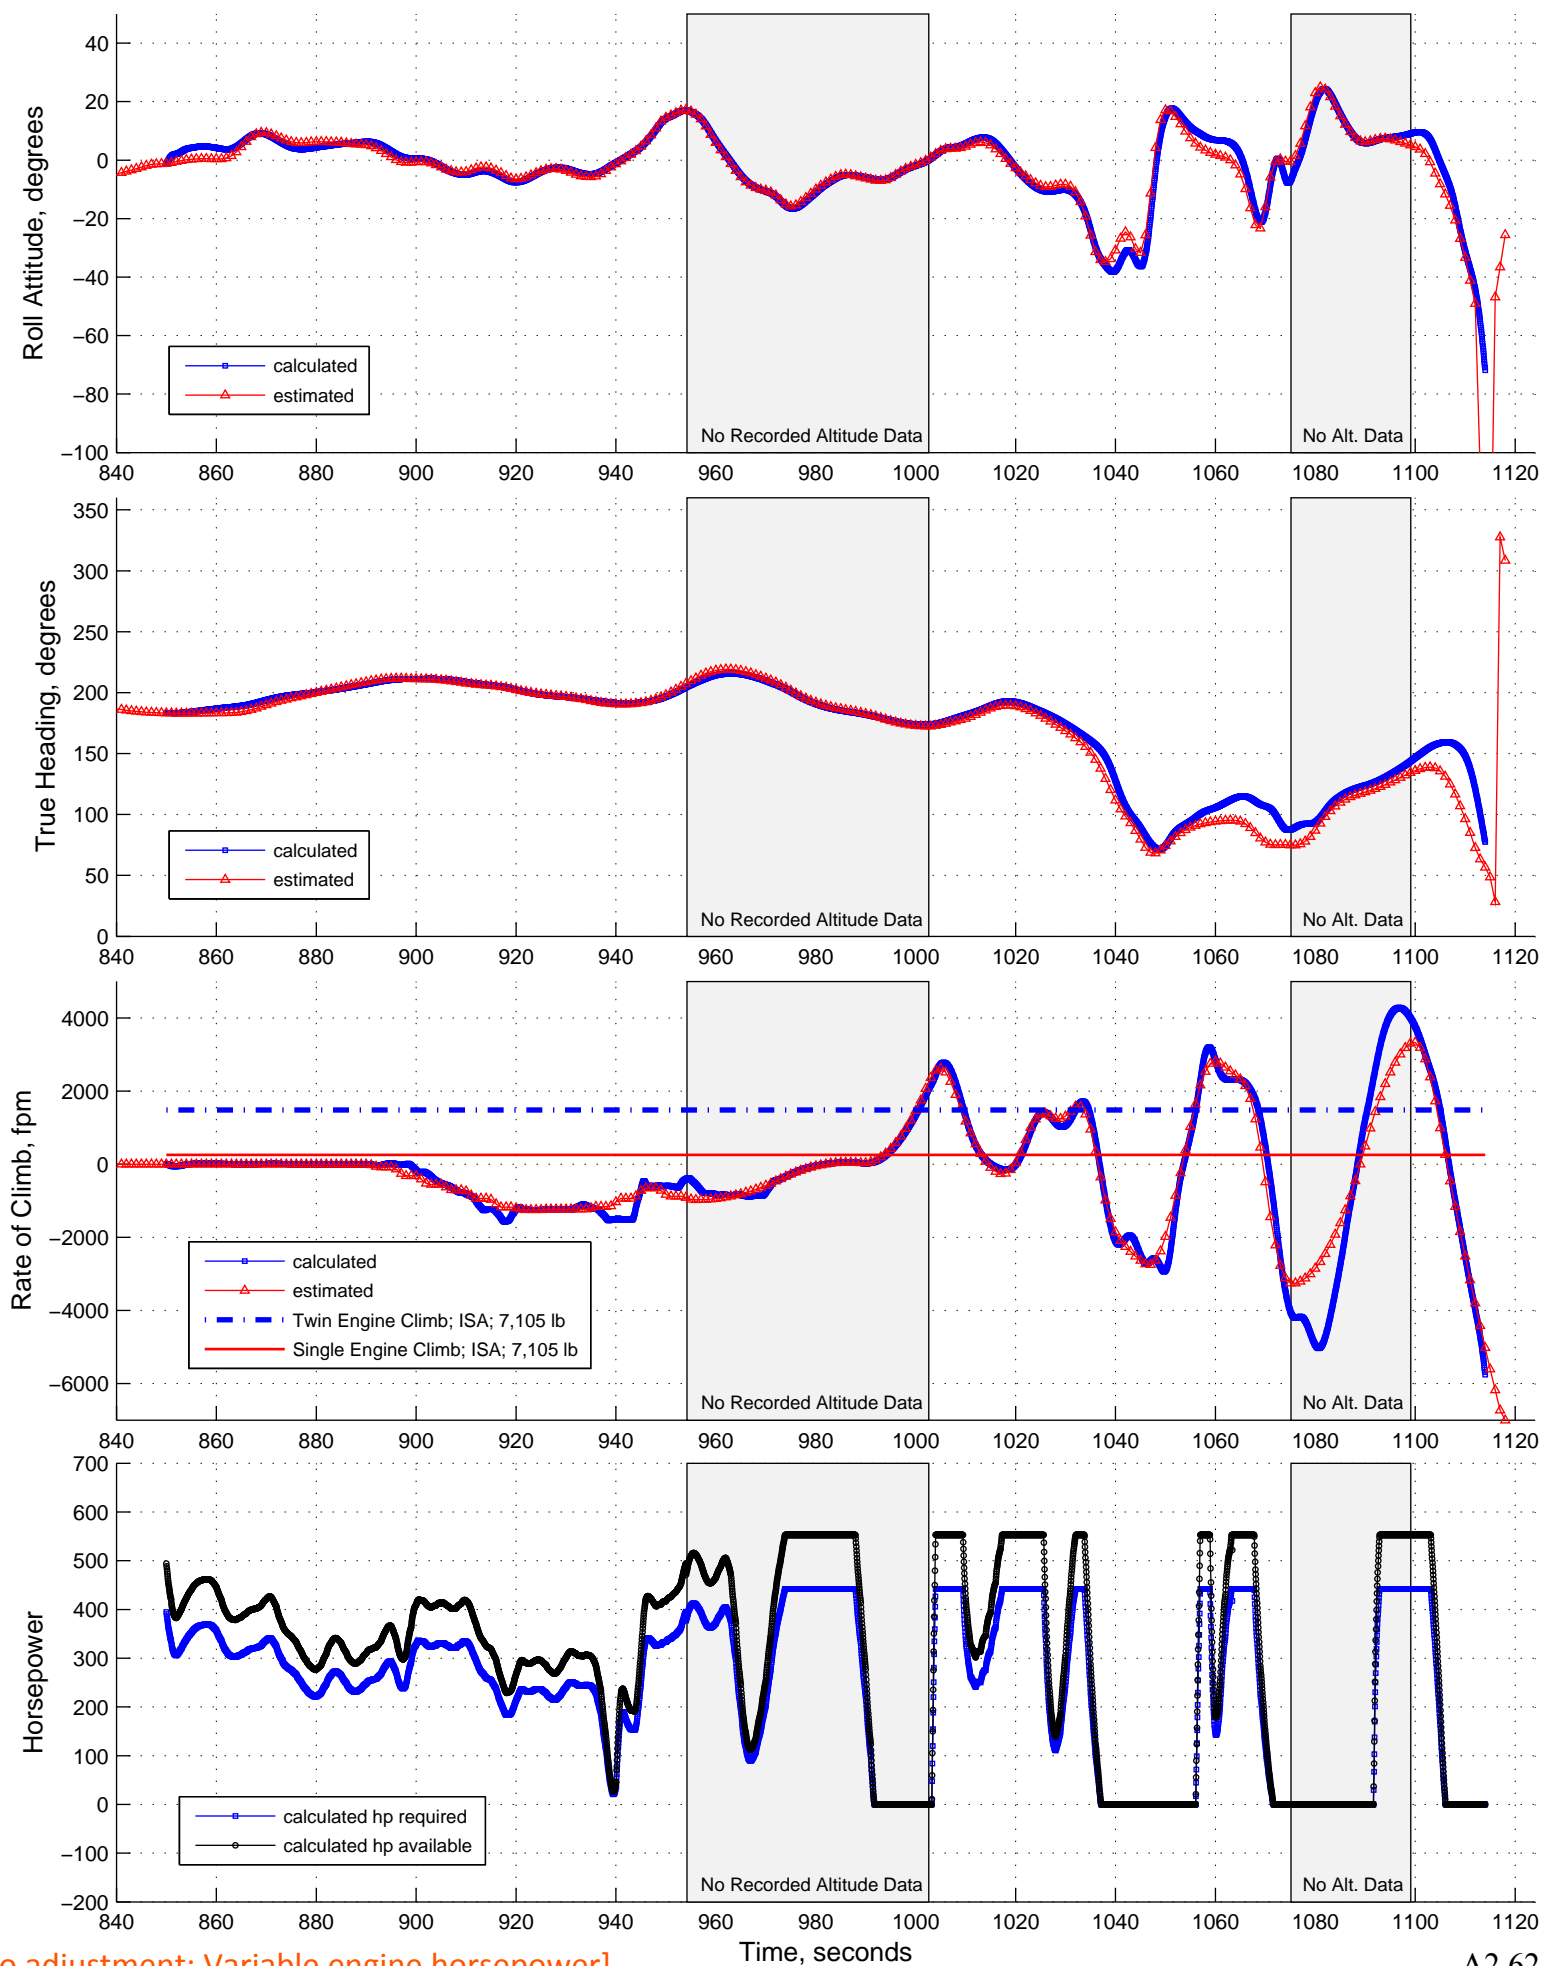 40
20
0
−20
−40
−60
−80
−100
Roll Attitude, degrees
calculated
estimated
No Recorded Altitude Data
No Alt. Data
840 860 880 900 920 940 960 980 1000 1020 1040 1060 1080 1100 1120
350
300
250
200
150
100
50
0
True Heading, degrees
calculated
estimated
No Recorded Altitude Data
No Alt. Data
840 860 880 900 920 940 960 980 1000 1020 1040 1060 1080 1100 1120
4000
2000
0
−2000
−4000
−6000
Rate of Climb, fpm
calculated
estimated
Twin Engine Climb; ISA; 7,105 lb
Single Engine Climb; ISA; 7,105 lb
No Recorded Altitude Data
No Alt. Data
840 860 880 900 920 940 960 980 1000 1020 1040 1060 1080 1100 1120
700
600
500
400
300
200
100
0
−100
−200
Horsepower
calculated hp required
calculated hp available
No Recorded Altitude Data
No Alt. Data
840 860 880 900 920 940 960 980 1000 1020 1040 1060 1080 1100 1120
Time, seconds
adjustment: Variable engine horsepower]
A2-62